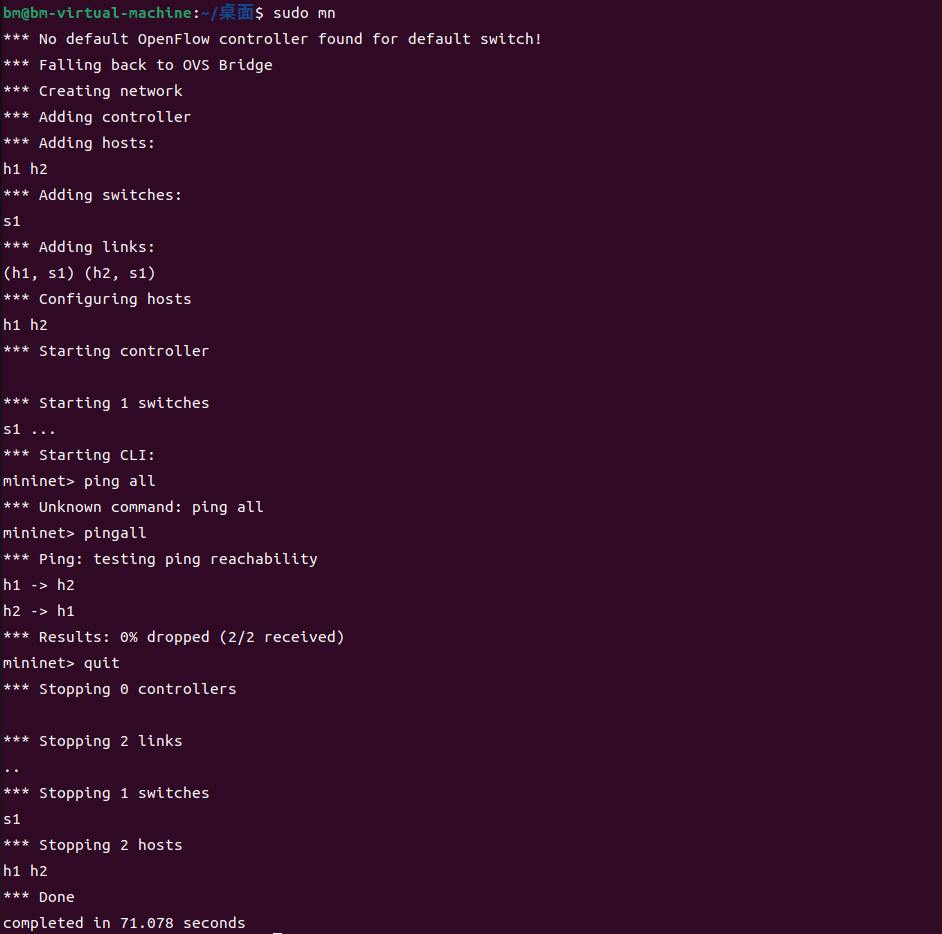 bm@bm-virtual-machine:~/桌面$ sudo mn
*** No default OpenFlow controller found for default switch!
*** Falling back to OVS Bridge
*** Creating network
*** Adding controller
*** Adding hosts:
h1 h2
*** Adding switches:
s1
*** Adding links:
(h1, s1) (h2, s1)
*** Configuring hosts
h1 h2
*** Starting controller

*** Starting 1 switches
s1 ...
*** Starting CLI:
mininet> ping all
*** Unknown command: ping all
mininet> pingall
*** Ping: testing ping reachability
h1 -> h2
h2 -> h1
*** Results: 0% dropped (2/2 received)
mininet> quit
*** Stopping 0 controllers

*** Stopping 2 links
..
*** Stopping 1 switches
s1
*** Stopping 2 hosts
h1 h2
*** Done
completed in 71.078 seconds